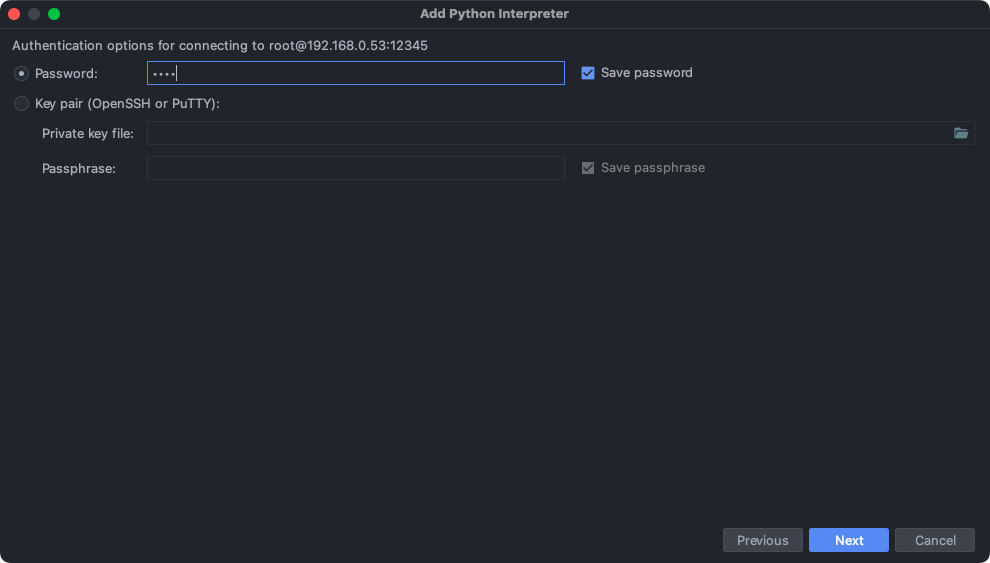 Add Python Interpreter
Authentication options for connecting to root@192.168.0.53:12345
Password: •••• Save password
Key pair (OpenSSH or PuTTY):
Private key file:
Passphrase: Save passphrase
Previous Next Cancel